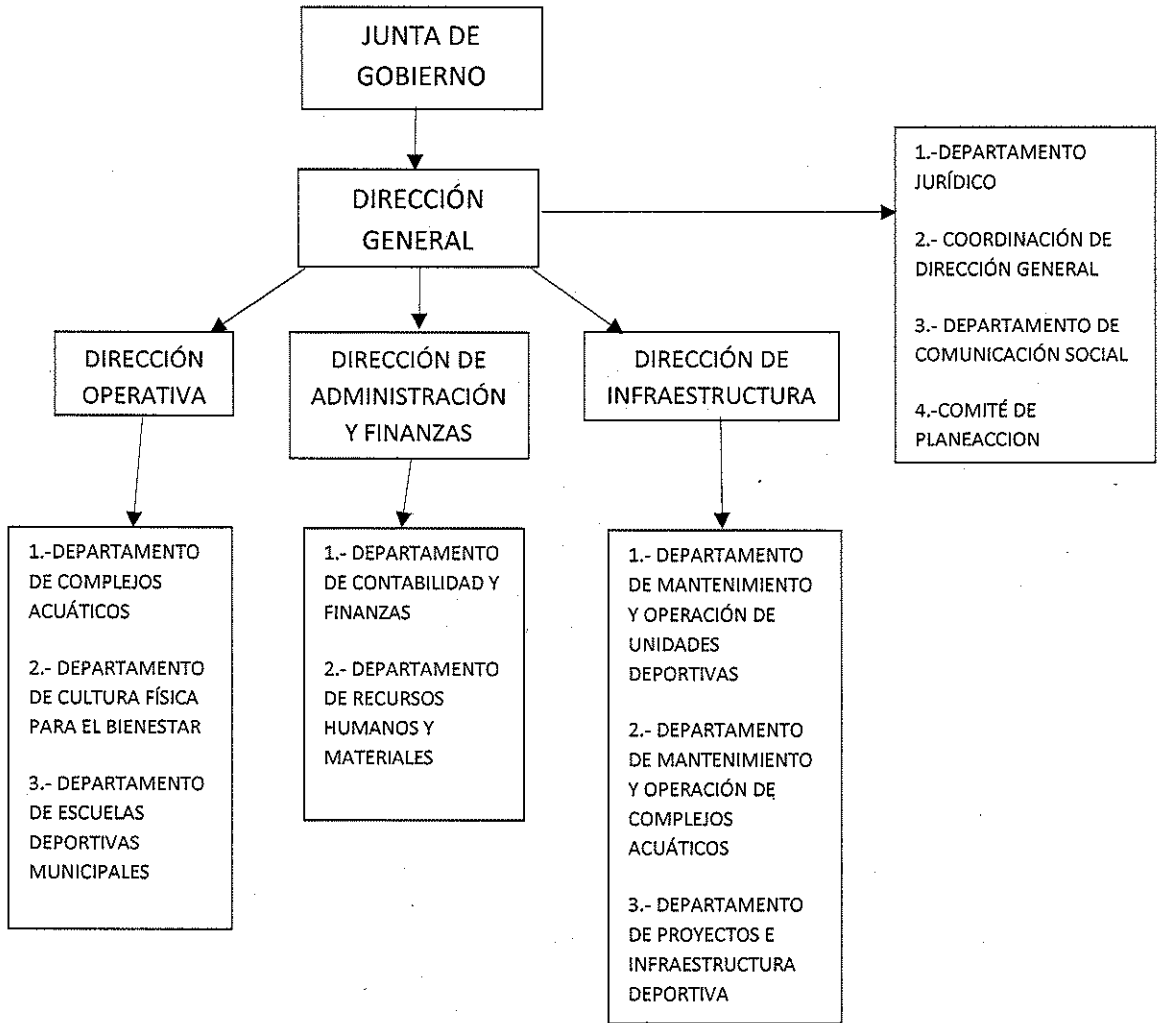 JUNTA DE
GOBIERNO
DIRECCIÓN
GENERAL
1.-DEPARTAMENTO
JURÍDICO
2.- COORDINACIÓN DE
DIRECCIÓN GENERAL
3.- DEPARTAMENTO DE
COMUNICACIÓN SOCIAL
4.-COMITÉ DE
PLANEACCION
DIRECCIÓN
OPERATIVA
DIRECCIÓN DE
ADMINISTRACIÓN
Y FINANZAS
DIRECCIÓN DE
INFRAESTRUCTURA
1.-DEPARTAMENTO
DE COMPLEJOS
ACUÁTICOS
2.- DEPARTAMENTO
DE CULTURA FÍSICA
PARA EL BIENESTAR
3.- DEPARTAMENTO
DE ESCUELAS
DEPORTIVAS
MUNICIPALES
1.- DEPARTAMENTO
DE CONTABILIDAD Y
FINANZAS
2.- DEPARTAMENTO
DE RECURSOS
HUMANOS Y
MATERIALES
1.- DEPARTAMENTO
DE MANTENIMIENTO
Y OPERACIÓN DE
UNIDADES
DEPORTIVAS
2.- DEPARTAMENTO
DE MANTENIMIENTO
Y OPERACIÓN DE
COMPLEJOS
ACUÁTICOS
3.- DEPARTAMENTO
DE PROYECTOS E
INFRAESTRUCTURA
DEPORTIVA